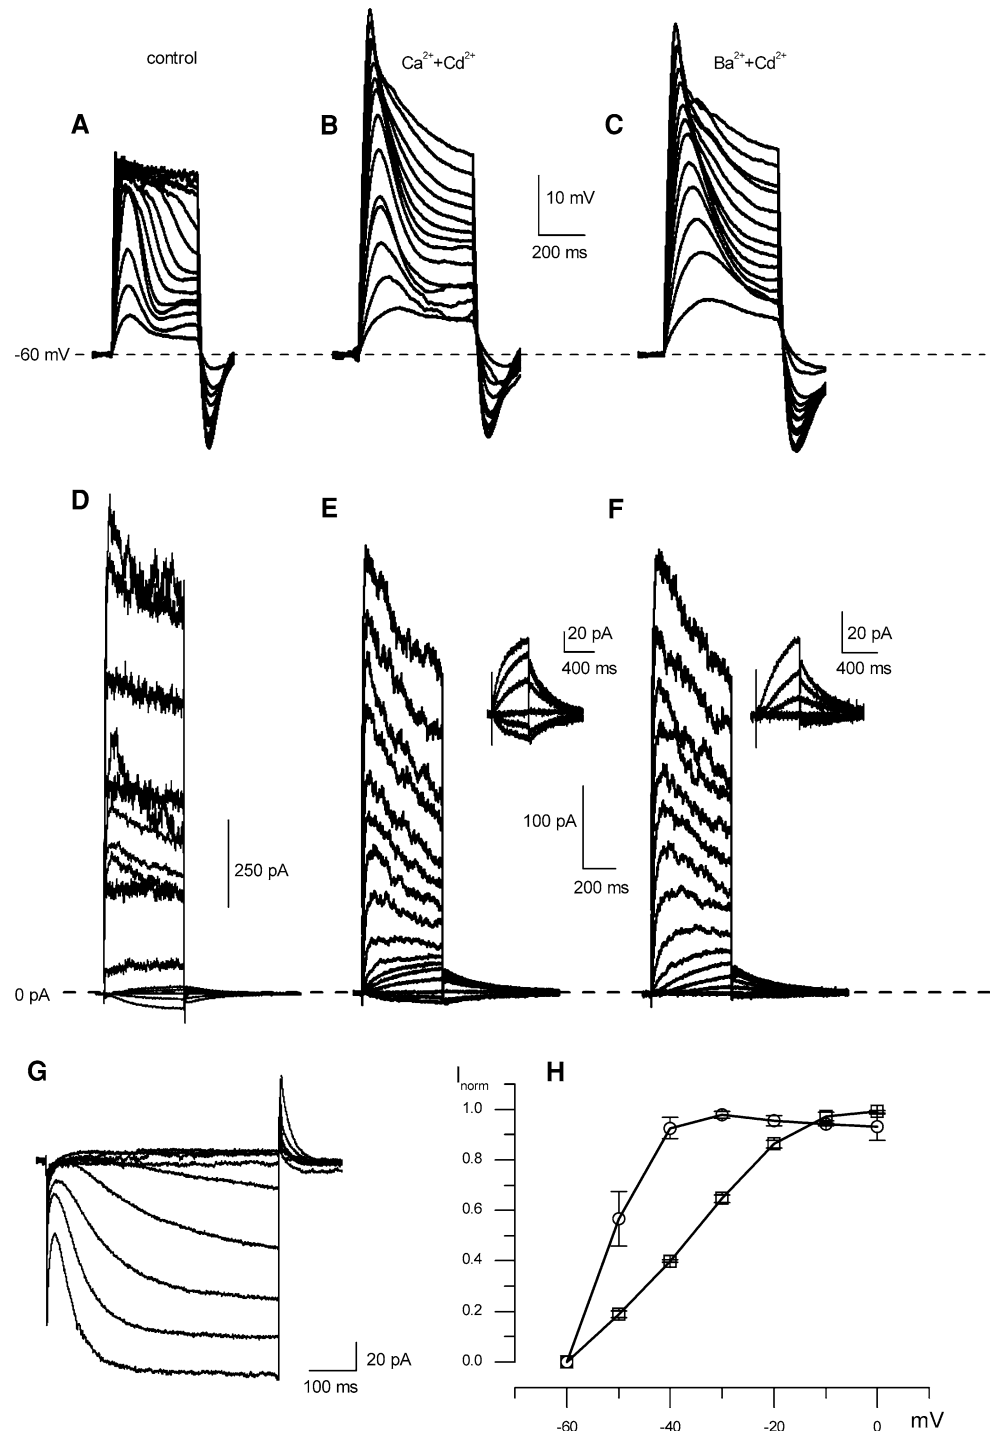 control
Ca2++Cd2+
Ba2++Cd2+
A
B
C
10 mV
200 ms
-60 mV
D
E
F
20 pA
400 ms
20 pA
400 ms
100 pA
200 ms
250 pA
0 pA
G
20 pA
100 ms
H
Inorm
1.0
0.8
0.6
0.4
0.2
0.0
-60
-40
-20
0
mV